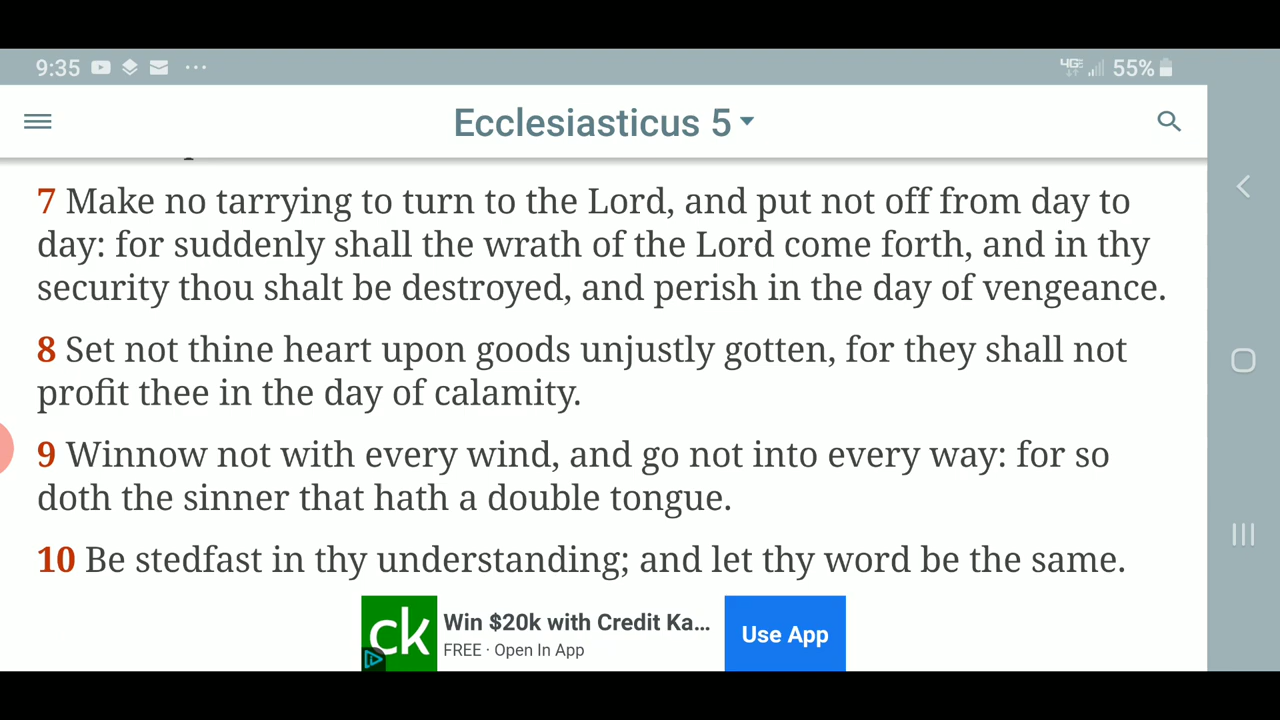 9:35
4G 55%
Ecclesiasticus 5
7 Make no tarrying to turn to the Lord, and put not off from day to
day: for suddenly shall the wrath of the Lord come forth, and in thy
security thou shalt be destroyed, and perish in the day of vengeance.
8 Set not thine heart upon goods unjustly gotten, for they shall not
profit thee in the day of calamity.
9 Winnow not with every wind, and go not into every way: for so
doth the sinner that hath a double tongue.
10 Be stedfast in thy understanding; and let thy word be the same.
ck
Win $20k with Credit Ka...
FREE · Open In App
Use App